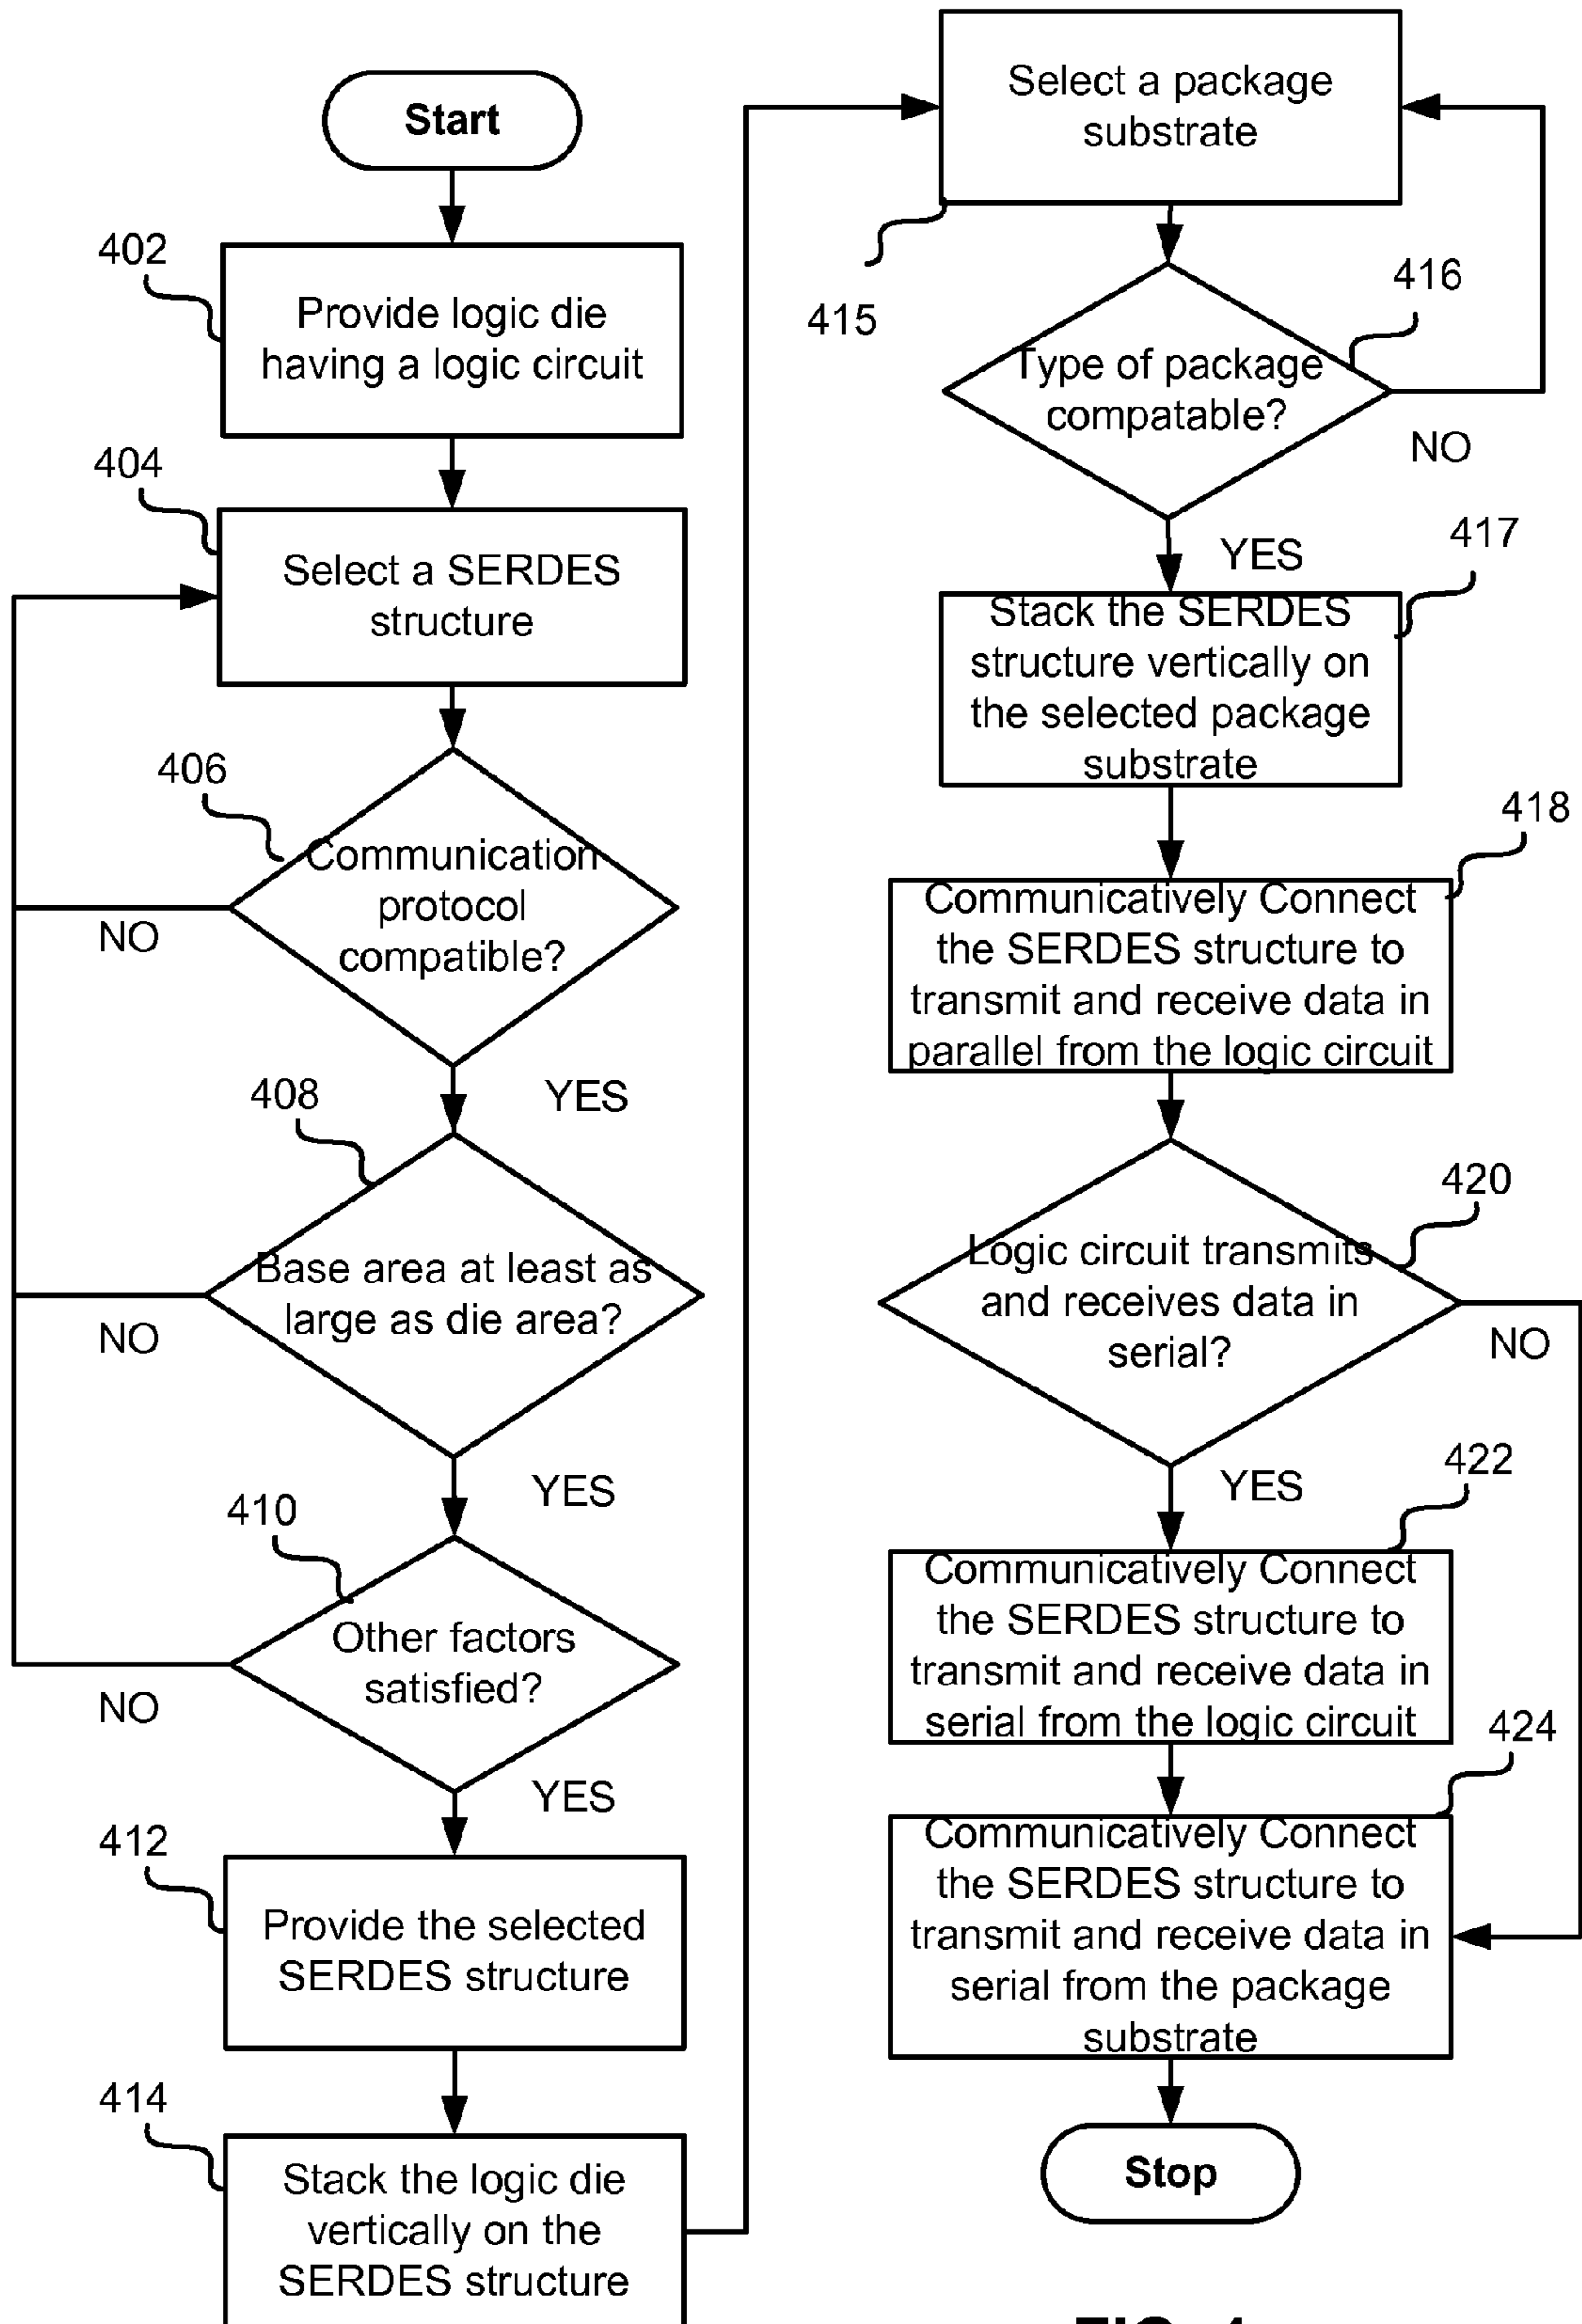 Start
402
Provide logic die
having a logic circuit
404
Select a SERDES
structure
406
Communication
protocol
compatible?
NO
YES
408
Base area at least as
large as die area?
NO
YES
410
Other factors
satisfied?
NO
YES
412
Provide the selected
SERDES structure
414
Stack the logic die
vertically on the
SERDES structure
Select a package
substrate
415
416
Type of package
compatable?
NO
YES
417
Stack the SERDES
structure vertically on
the selected package
substrate
418
Communicatively Connect
the SERDES structure to
transmit and receive data in
parallel from the logic circuit
420
Logic circuit transmits
and receives data in
serial?
NO
YES
422
Communicatively Connect
the SERDES structure to
transmit and receive data in
serial from the logic circuit
424
Communicatively Connect
the SERDES structure to
transmit and receive data in
serial from the package
substrate
Stop